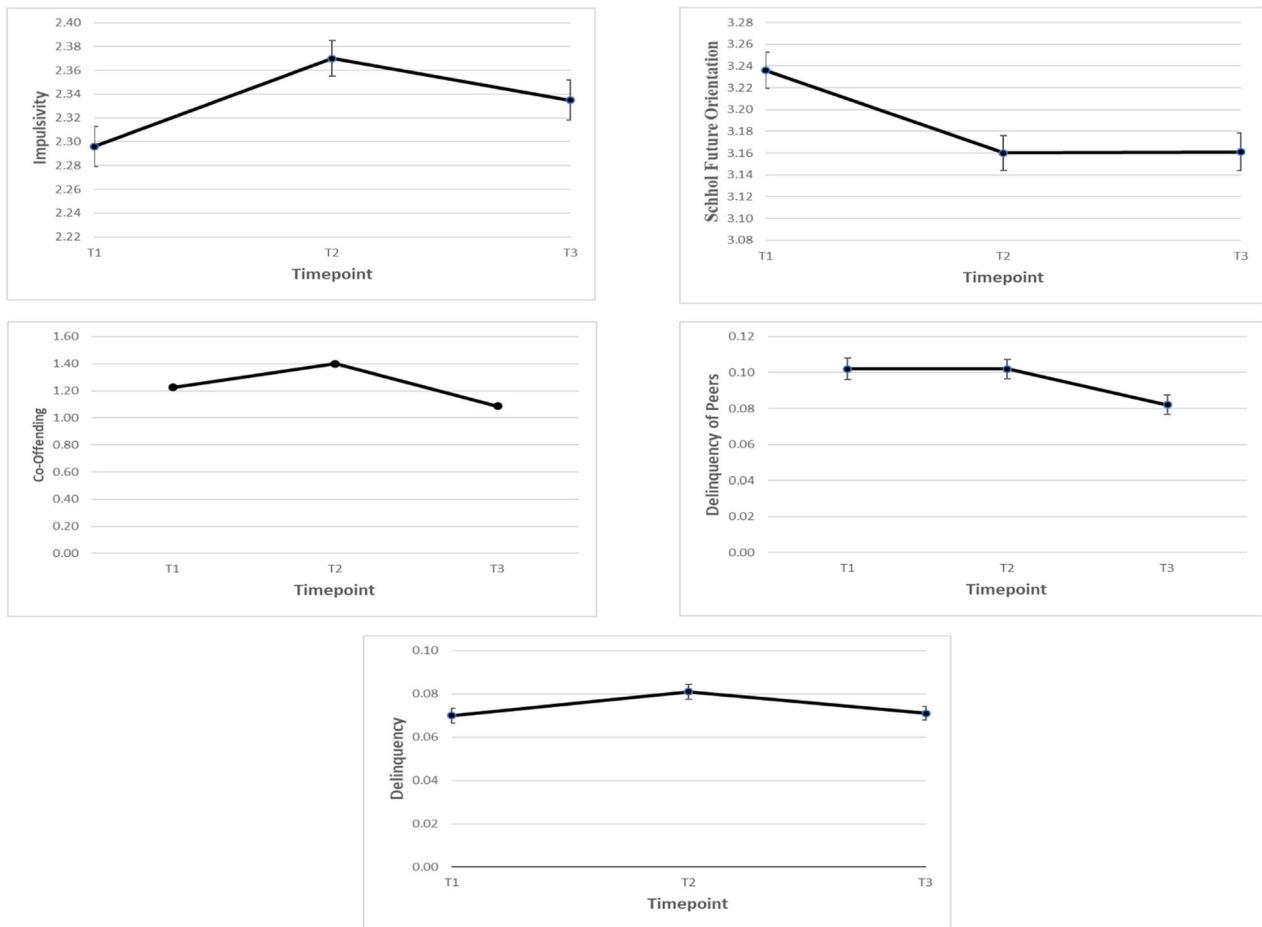 2.40
2.38
2.36
2.34
2.32
2.30
2.28
2.26
2.24
2.22
Impulsivity
T1 T2 T3
Timepoint
3.28
3.26
3.24
3.22
3.20
3.18
3.16
3.14
3.12
3.10
3.08
Schhol Future Orientation
T1 T2 T3
Timepoint
1.60
1.40
1.20
1.00
0.80
0.60
0.40
0.20
0.00
Co-Offending
T1 T2 T3
Timepoint
0.12
0.10
0.08
0.06
0.04
0.02
0.00
Delinquency of Peers
T1 T2 T3
Timepoint
0.10
0.08
0.06
0.04
0.02
0.00
Delinquency
T1 T2 T3
Timepoint